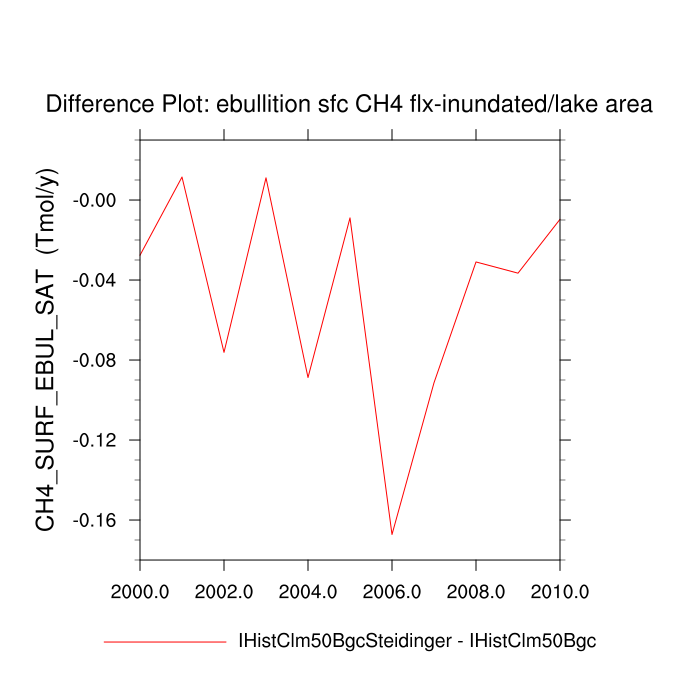 Difference Plot: ebullition sfc CH4 flx-inundated/lake area
CH4_SURF_EBUL_SAT (Tmol/y)
-0.00
-0.04
-0.08
-0.12
-0.16
2000.0 2002.0 2004.0 2006.0 2008.0 2010.0
IHistClm50BgcSteidinger - IHistClm50Bgc